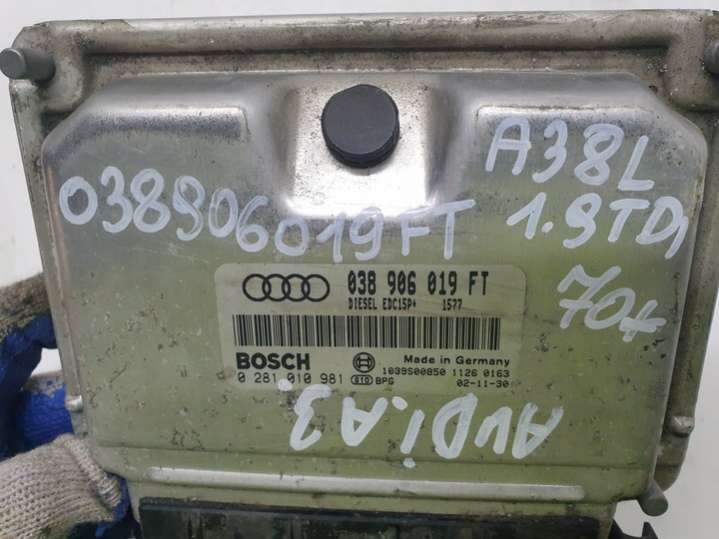 A38L
038906019FT 1.9TDi
70+
038 906 019 FT
DIESEL EDC15P+ 1577
BOSCH Made in Germany
1039S00850 1126 0163
0 281 010 981 G10 BPG 02-11-30
AUDI.A3